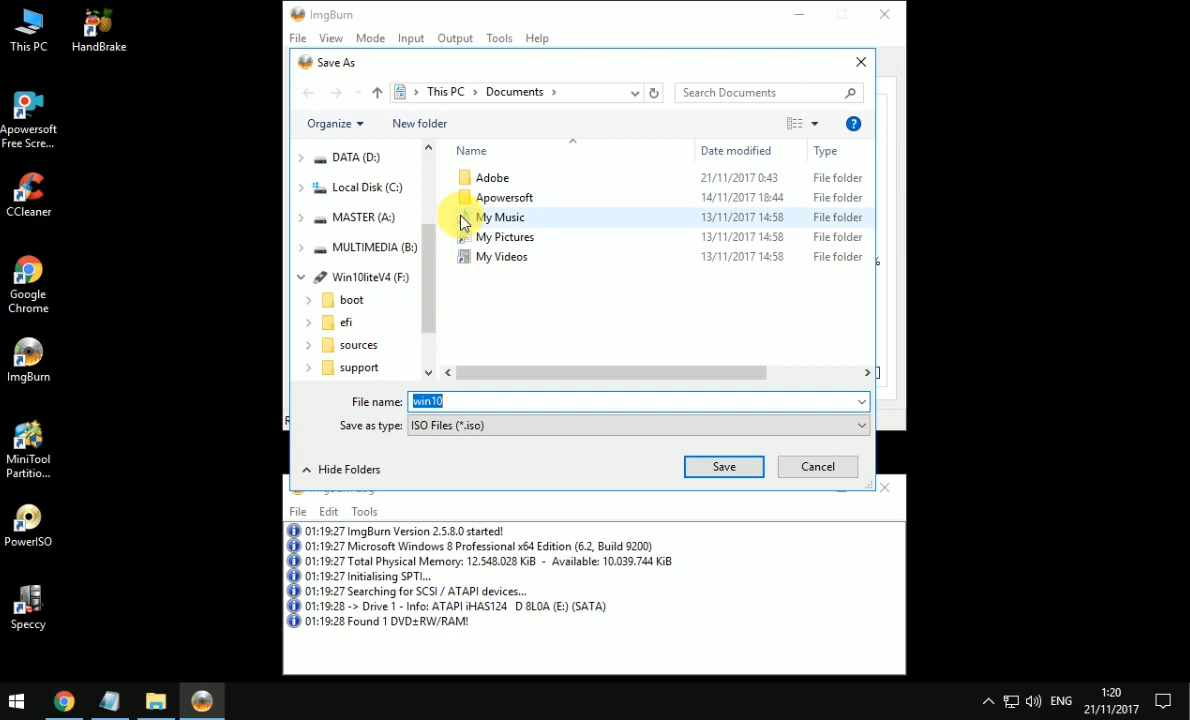 This PC
HandBrake
Apowersoft
Free Scre...
CCleaner
Google
Chrome
ImgBurn
MiniTool
Partitio...
PowerISO
Speccy
ImgBurn
File View Mode Input Output Tools Help
Save As
This PC > Documents >
Search Documents
Organize New folder
Name Date modified Type
DATA (D:)
Local Disk (C:)
MASTER (A:)
MULTIMEDIA (B:)
Win10liteV4 (F:)
boot
efi
sources
support
Adobe 21/11/2017 0:43 File folder
Apowersoft 14/11/2017 18:44 File folder
My Music 13/11/2017 14:58 File folder
My Pictures 13/11/2017 14:58 File folder
My Videos 13/11/2017 14:58 File folder
%
File name: win10
Save as type: ISO Files (*.iso)
Hide Folders
Save Cancel
File Edit Tools
01:19:27 ImgBurn Version 2.5.8.0 started!
01:19:27 Microsoft Windows 8 Professional x64 Edition (6.2, Build 9200)
01:19:27 Total Physical Memory: 12.548.028 KiB - Available: 10.039.744 KiB
01:19:27 Initialising SPTI...
01:19:27 Searching for SCSI / ATAPI devices...
01:19:28 -> Drive 1 - Info: ATAPI iHAS124 D 8L0A (E:) (SATA)
01:19:28 Found 1 DVD±RW/RAM!
ENG
1:20
21/11/2017